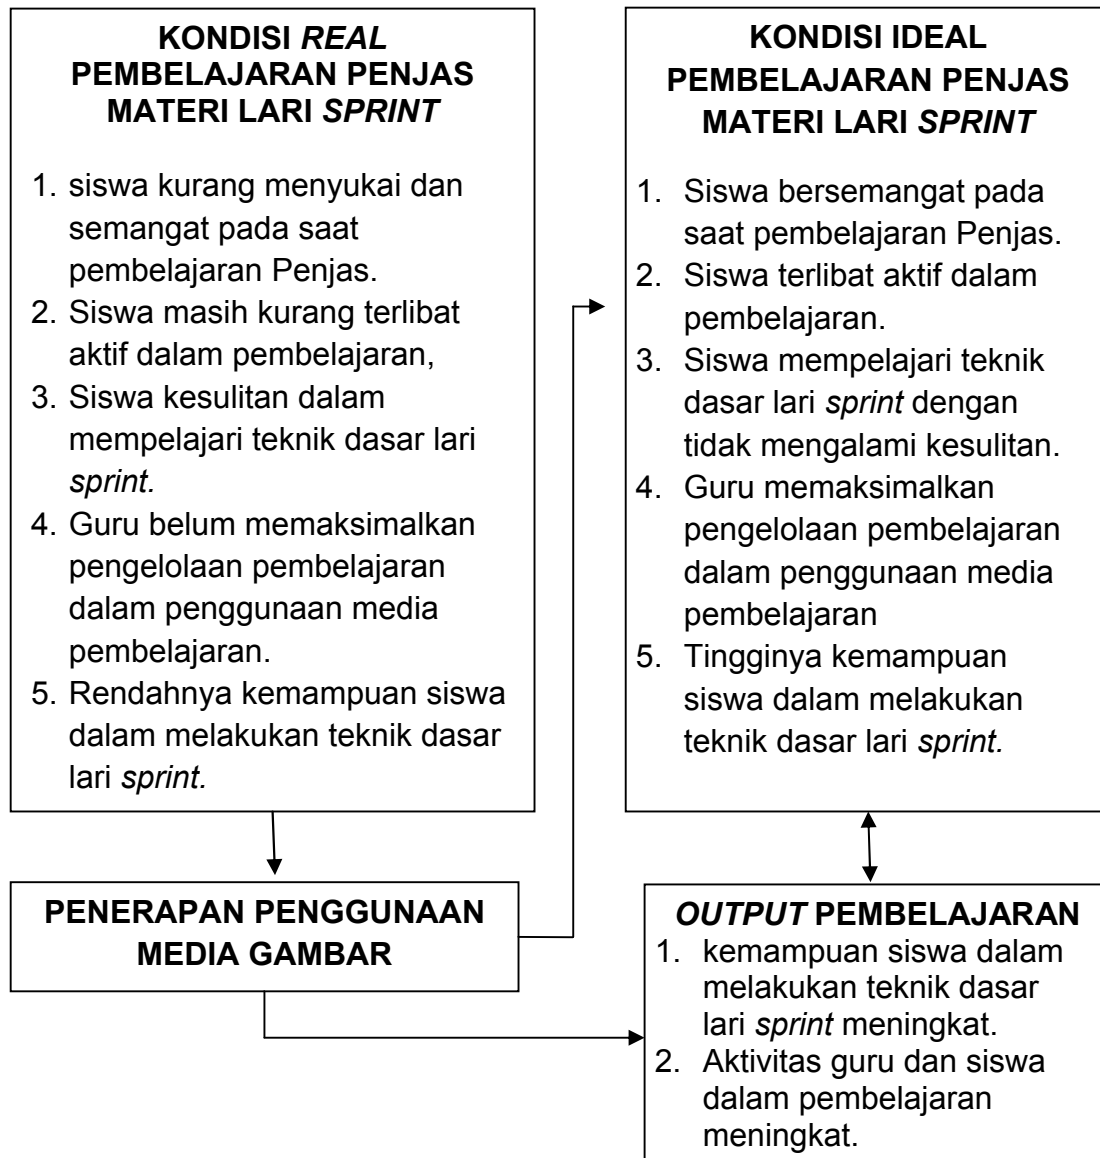 KONDISI REAL
PEMBELAJARAN PENJAS
MATERI LARI SPRINT
1. siswa kurang menyukai dan
semangat pada saat
pembelajaran Penjas.
2. Siswa masih kurang terlibat
aktif dalam pembelajaran,
3. Siswa kesulitan dalam
mempelajari teknik dasar lari
sprint.
4. Guru belum memaksimalkan
pengelolaan pembelajaran
dalam penggunaan media
pembelajaran.
5. Rendahnya kemampuan siswa
dalam melakukan teknik dasar
lari sprint.
KONDISI IDEAL
PEMBELAJARAN PENJAS
MATERI LARI SPRINT
1. Siswa bersemangat pada
saat pembelajaran Penjas.
2. Siswa terlibat aktif dalam
pembelajaran.
3. Siswa mempelajari teknik
dasar lari sprint dengan
tidak mengalami kesulitan.
4. Guru memaksimalkan
pengelolaan pembelajaran
dalam penggunaan media
pembelajaran
5. Tingginya kemampuan
siswa dalam melakukan
teknik dasar lari sprint.
PENERAPAN PENGGUNAAN
MEDIA GAMBAR
OUTPUT PEMBELAJARAN
1. kemampuan siswa dalam
melakukan teknik dasar
lari sprint meningkat.
2. Aktivitas guru dan siswa
dalam pembelajaran
meningkat.